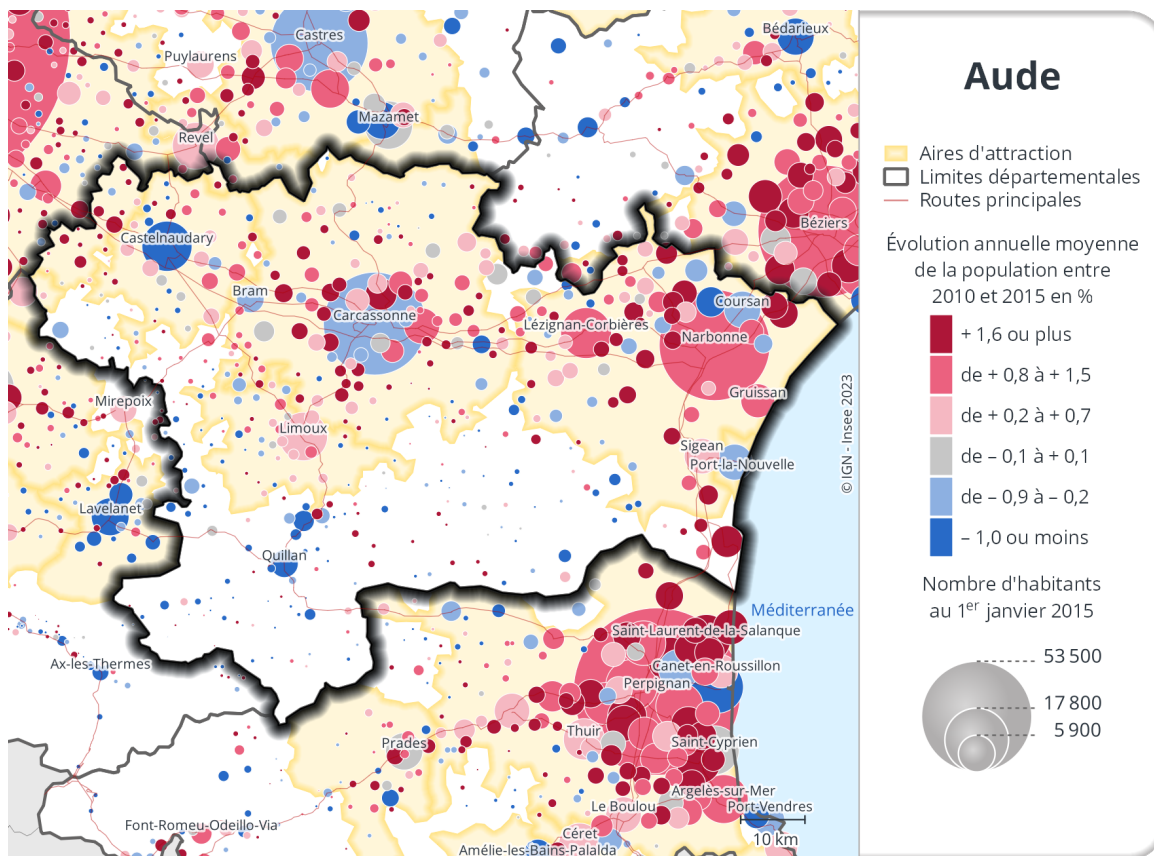 Bédarieux
Castres
Puylaurens
Mazamet
Revel
Béziers
Castelnaudary
Bram
Coursan
Carcassonne
Lézignan-Corbières
Narbonne
Gruissan
Mirepoix
Limoux
Sigean
Port-la-Nouvelle
Lavelanet
Quillan
Méditerranée
Saint-Laurent-de-la-Salanque
Ax-les-Thermes
Canet-en-Roussillon
Perpignan
Thuir
Prades
Saint-Cyprien
Argelès-sur-Mer
Le Boulou
Port-Vendres
Font-Romeu-Odeillo-Via
Céret
10 km
Amélie-les-Bains-Palalda
© IGN - Insee 2023
Aude
Aires d'attraction
Limites départementales
Routes principales
Évolution annuelle moyenne
de la population entre
2010 et 2015 en %
+ 1,6 ou plus
de + 0,8 à + 1,5
de + 0,2 à + 0,7
de – 0,1 à + 0,1
de – 0,9 à – 0,2
– 1,0 ou moins
Nombre d'habitants
au 1er janvier 2015
53 500
17 800
5 900